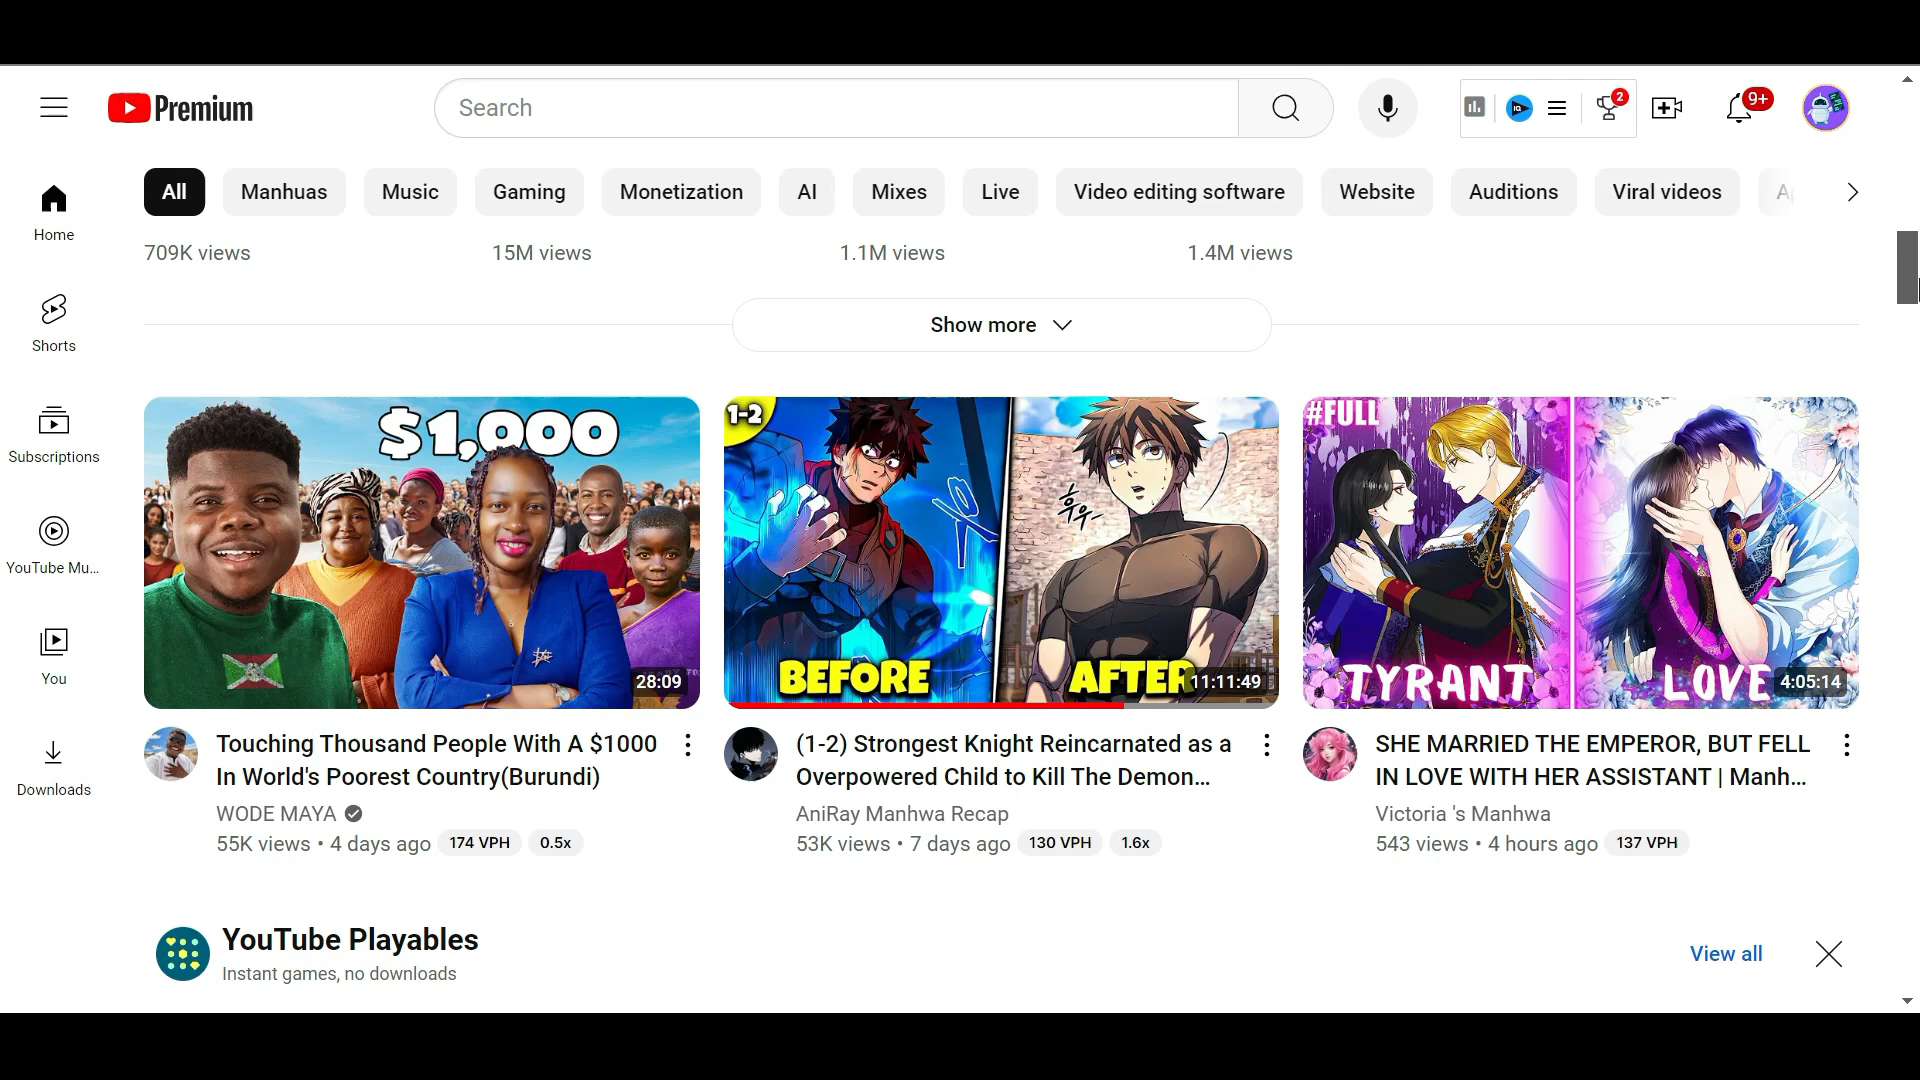 Premium
Search
2
9+
All
Manhuas
Music
Gaming
Monetization
AI
Mixes
Live
Video editing software
Website
Auditions
Viral videos
Home
Shorts
Subscriptions
YouTube Mu...
You
Downloads
709K views
15M views
1.1M views
1.4M views
Show more
$1,000
28:09
1-2
후우
BEFORE
AFTER
11:11:49
#FULL
TYRANT
LOVE
4:05:14
Touching Thousand People With A $1000
In World's Poorest Country(Burundi)
WODE MAYA
55K views • 4 days ago 174 VPH 0.5x
(1-2) Strongest Knight Reincarnated as a
Overpowered Child to Kill The Demon...
AniRay Manhwa Recap
53K views • 7 days ago 130 VPH 1.6x
SHE MARRIED THE EMPEROR, BUT FELL
IN LOVE WITH HER ASSISTANT | Manh...
Victoria 's Manhwa
543 views • 4 hours ago 137 VPH
YouTube Playables
Instant games, no downloads
View all